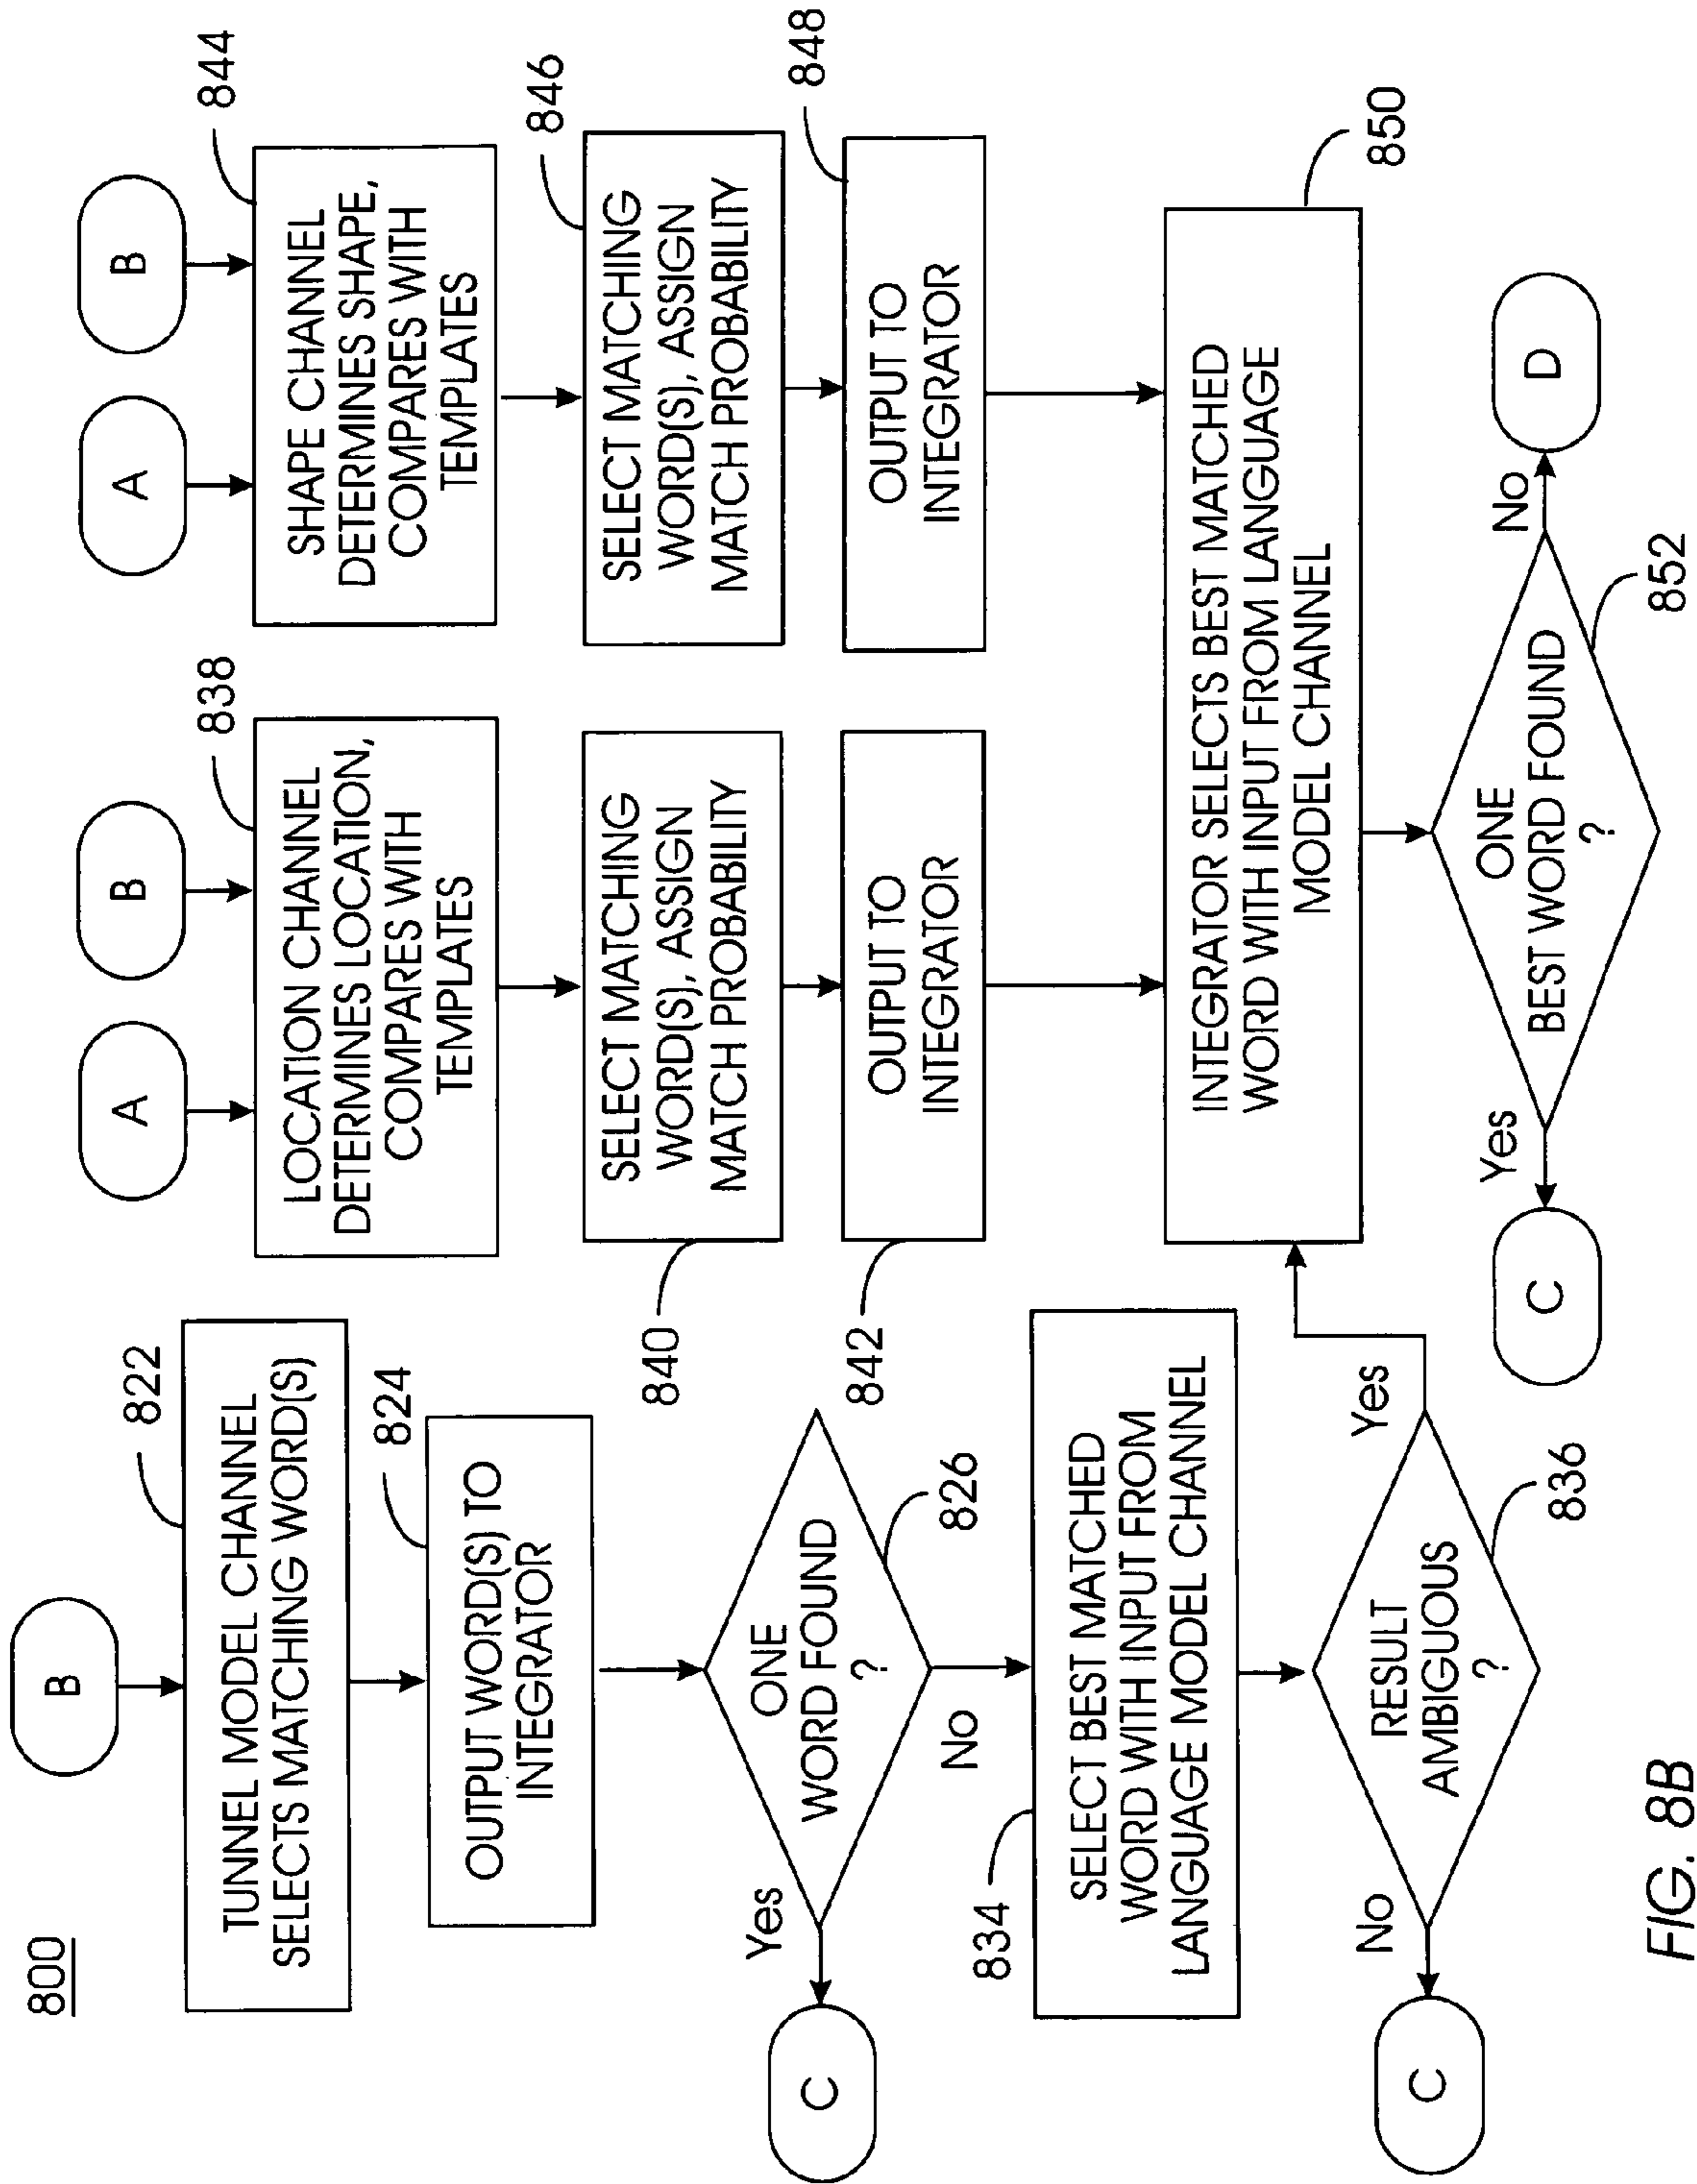 800
B
822
TUNNEL MODEL CHANNEL
SELECTS MATCHING WORD(S)
824
OUTPUT WORD(S) TO
INTEGRATOR
826
ONE
WORD FOUND
?
Yes
C
No
834
SELECT BEST MATCHED
WORD WITH INPUT FROM
LANGUAGE MODEL CHANNEL
836
RESULT
AMBIGUOUS
?
No
C
Yes
A
B
838
LOCATION CHANNEL
DETERMINES LOCATION,
COMPARES WITH
TEMPLATES
840
SELECT MATCHING
WORD(S), ASSIGN
MATCH PROBABILITY
842
OUTPUT TO
INTEGRATOR
A
B
844
SHAPE CHANNEL
DETERMINES SHAPE,
COMPARES WITH
TEMPLATES
846
SELECT MATCHING
WORD(S), ASSIGN
MATCH PROBABILITY
848
OUTPUT TO
INTEGRATOR
850
INTEGRATOR SELECTS BEST MATCHED
WORD WITH INPUT FROM LANGUAGE
MODEL CHANNEL
852
ONE
BEST WORD FOUND
?
Yes
C
No
D
FIG. 8B